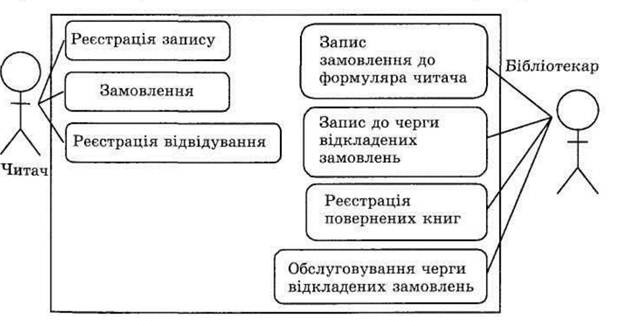 Реєстрація запису
Замовлення
Реєстрація відвідування
Читач
Запис
замовлення до
формуляра читача
Бібліотекар
Запис до черги
відкладених
замовлень
Реєстрація
повернених книг
Обслуговування черги
відкладених замовлень